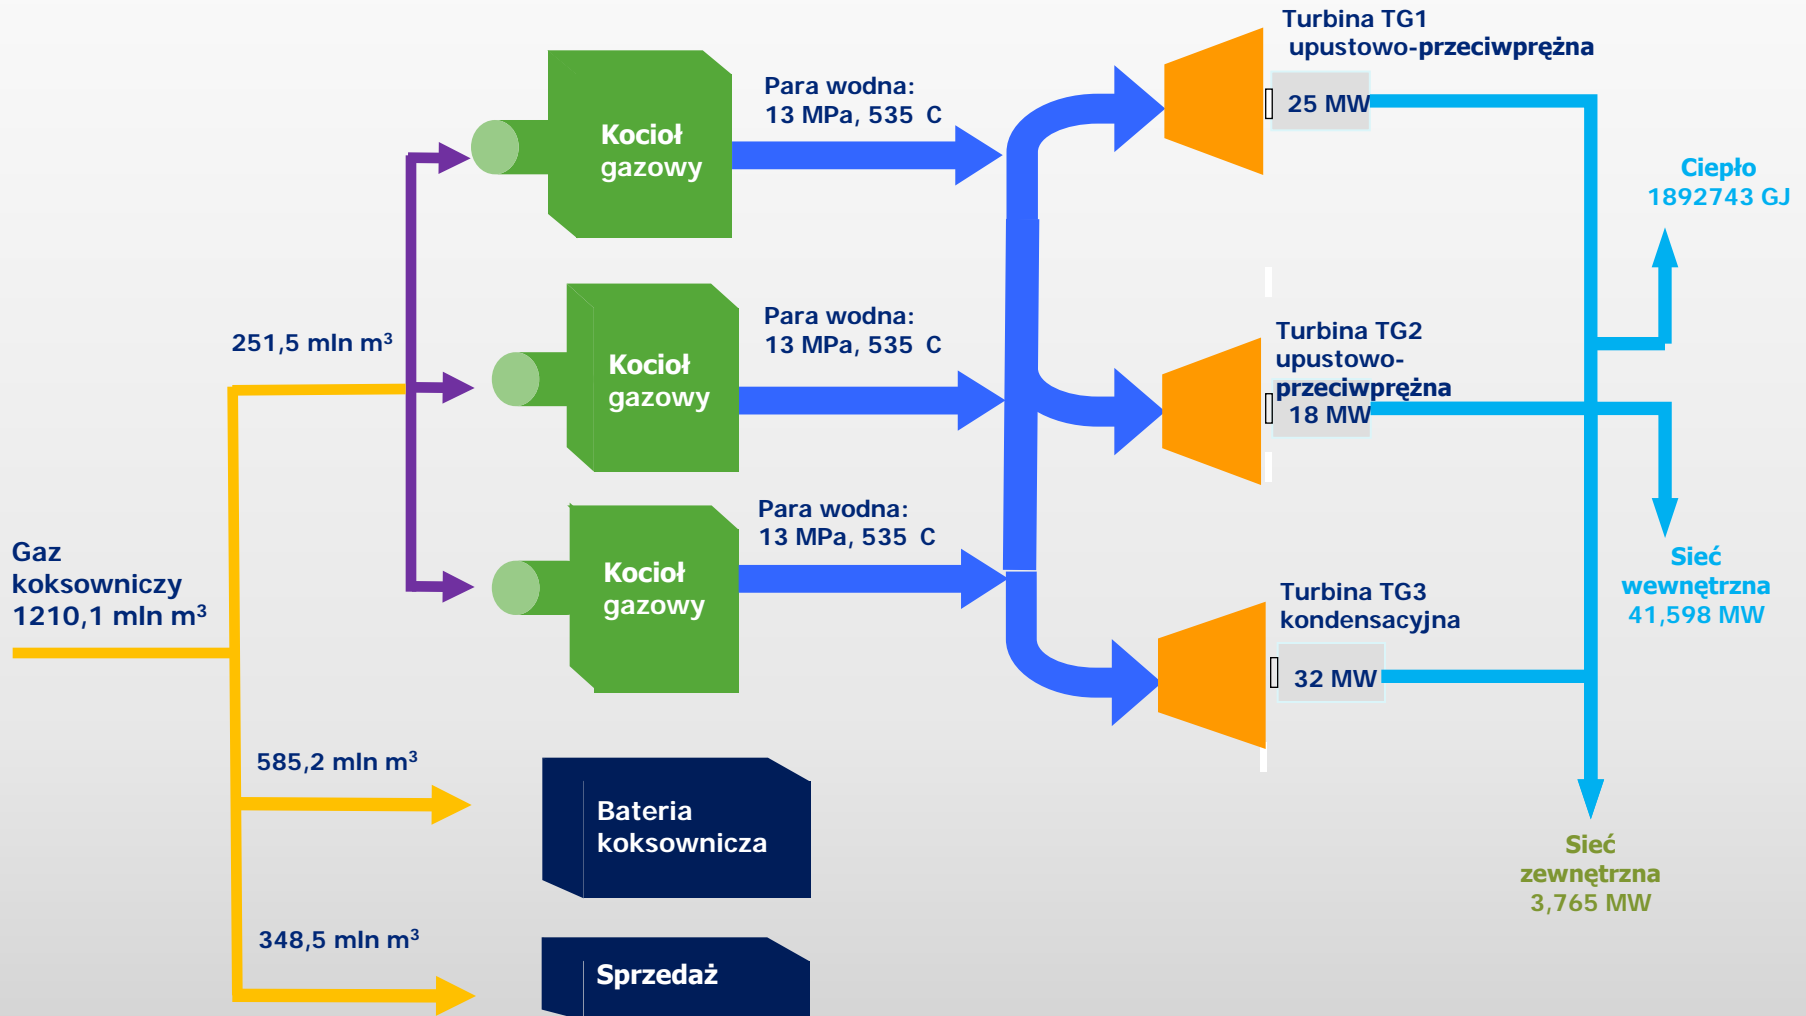 Gaz
koksowniczy
1210,1 mln m³
251,5 mln m³
585,2 mln m³
348,5 mln m³
Kocioł
gazowy
Kocioł
gazowy
Kocioł
gazowy
Bateria
koksownicza
Sprzedaż
Para wodna:
13 MPa, 535 C
Para wodna:
13 MPa, 535 C
Para wodna:
13 MPa, 535 C
Turbina TG1
upustowo-przeciwprężna
25 MW
Turbina TG2
upustowo-
przeciwprężna
18 MW
Turbina TG3
kondensacyjna
32 MW
Ciepło
1892743 GJ
Sieć
wewnętrzna
41,598 MW
Sieć
zewnętrzna
3,765 MW